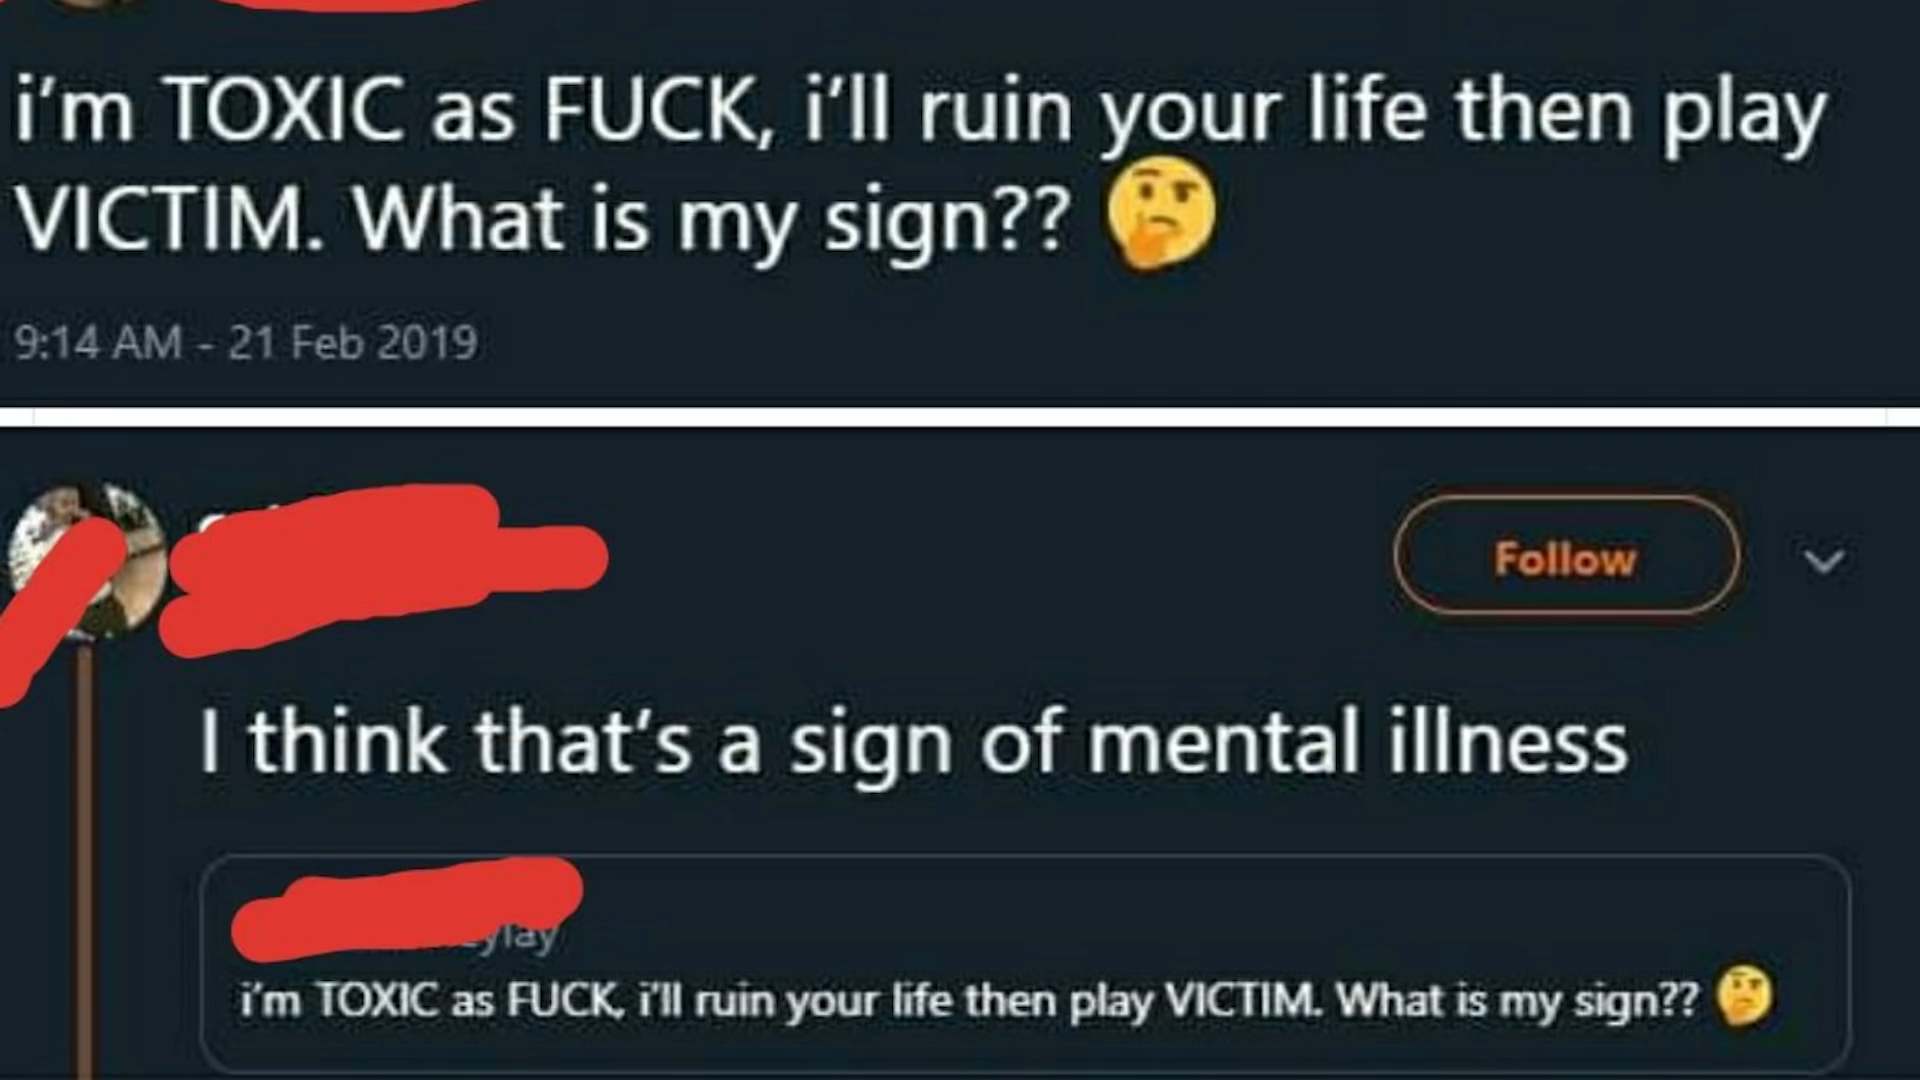 i'm TOXIC as FUCK, i'll ruin your life then play
VICTIM. What is my sign?? 🤔
9:14 AM - 21 Feb 2019
Follow
I think that's a sign of mental illness
i'm TOXIC as FUCK, i'll ruin your life then play VICTIM. What is my sign?? 🤔